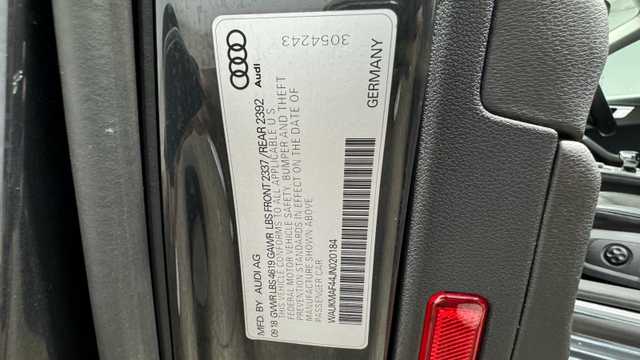 MFD. BY AUDI AG
09.18 GVWR LBS 4619 GAWR LBS FRONT 2337 / REAR 2392
THIS VEHICLE CONFORMS TO ALL APPLICABLE U S
FEDERAL MOTOR VEHICLE SAFETY, BUMPER AND THEFT
PREVENTION STANDARDS IN EFFECT ON THE DATE OF
MANUFACTURE SHOWN ABOVE.
PASSENGER CAR
WAUKMAF44JN020184
Audi
3054243
GERMANY